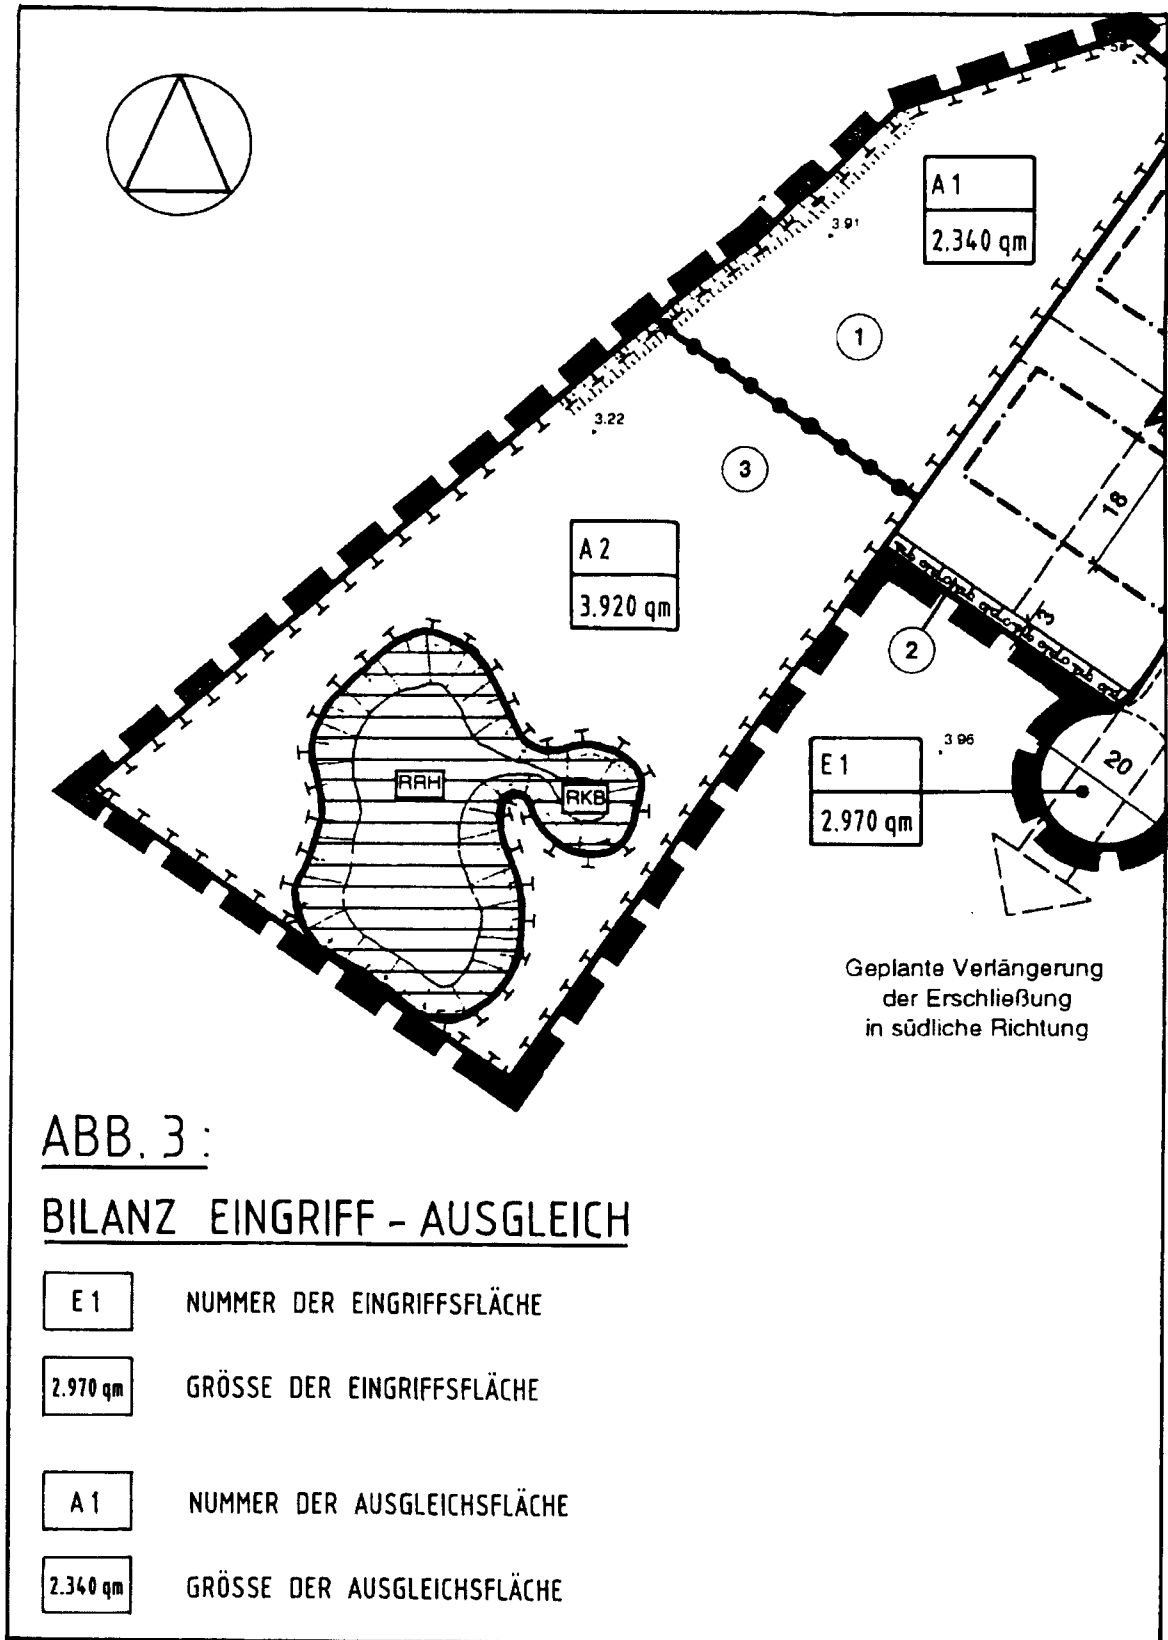 A 1
2.340 qm
3.91
1
3.22
3
18
A 2
3.920 qm
3
2
3.96
E 1
2.970 qm
20
RRH
RKB
Geplante Verlängerung
der Erschließung
in südliche Richtung
ABB. 3 :
BILANZ EINGRIFF - AUSGLEICH
E 1 NUMMER DER EINGRIFFSFLÄCHE
2.970 qm GRÖSSE DER EINGRIFFSFLÄCHE
A 1 NUMMER DER AUSGLEICHSFLÄCHE
2.340 qm GRÖSSE DER AUSGLEICHSFLÄCHE